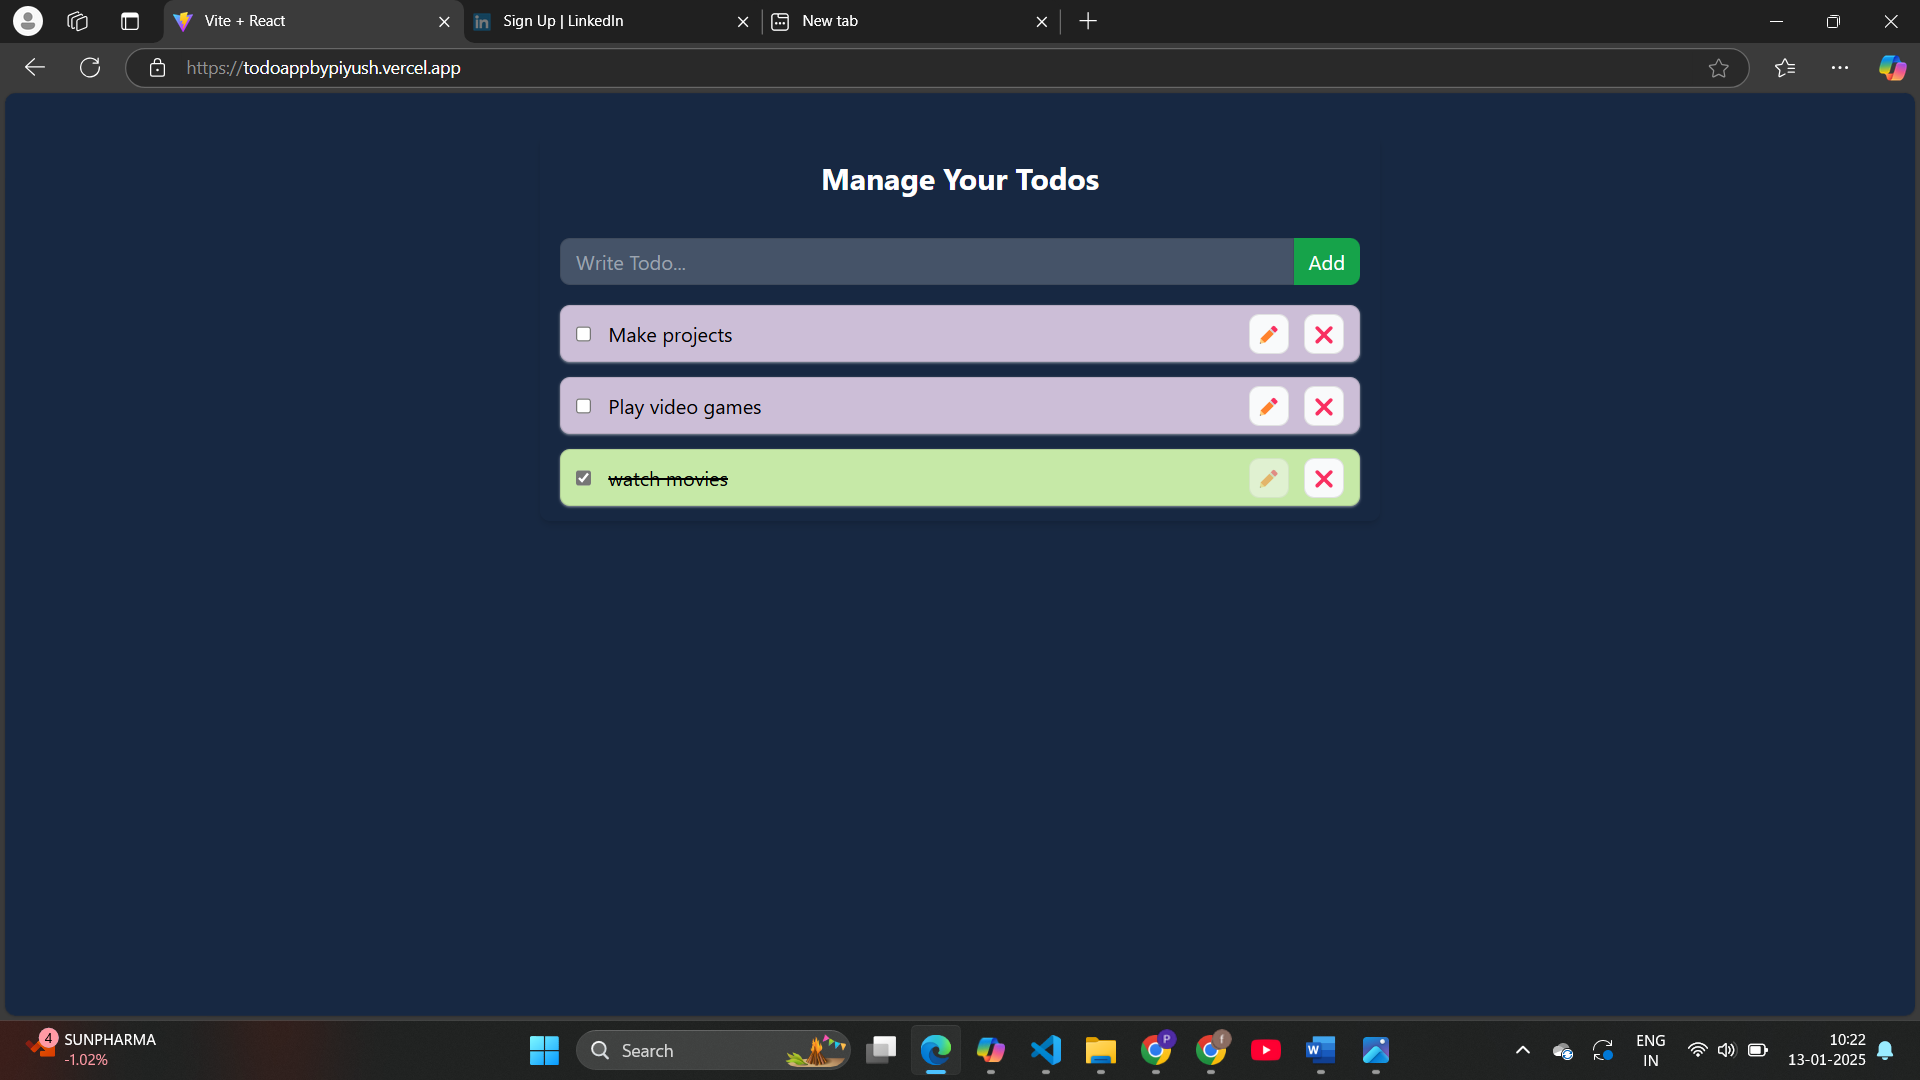 Vite + React
Sign Up | LinkedIn
New tab
https://todoappbypiyush.vercel.app
Manage Your Todos
Write Todo...
Add
Make projects
Play video games
watch movies
4
SUNPHARMA
-1.02%
Search
P
f
W
ENG
IN
10:22
13-01-2025